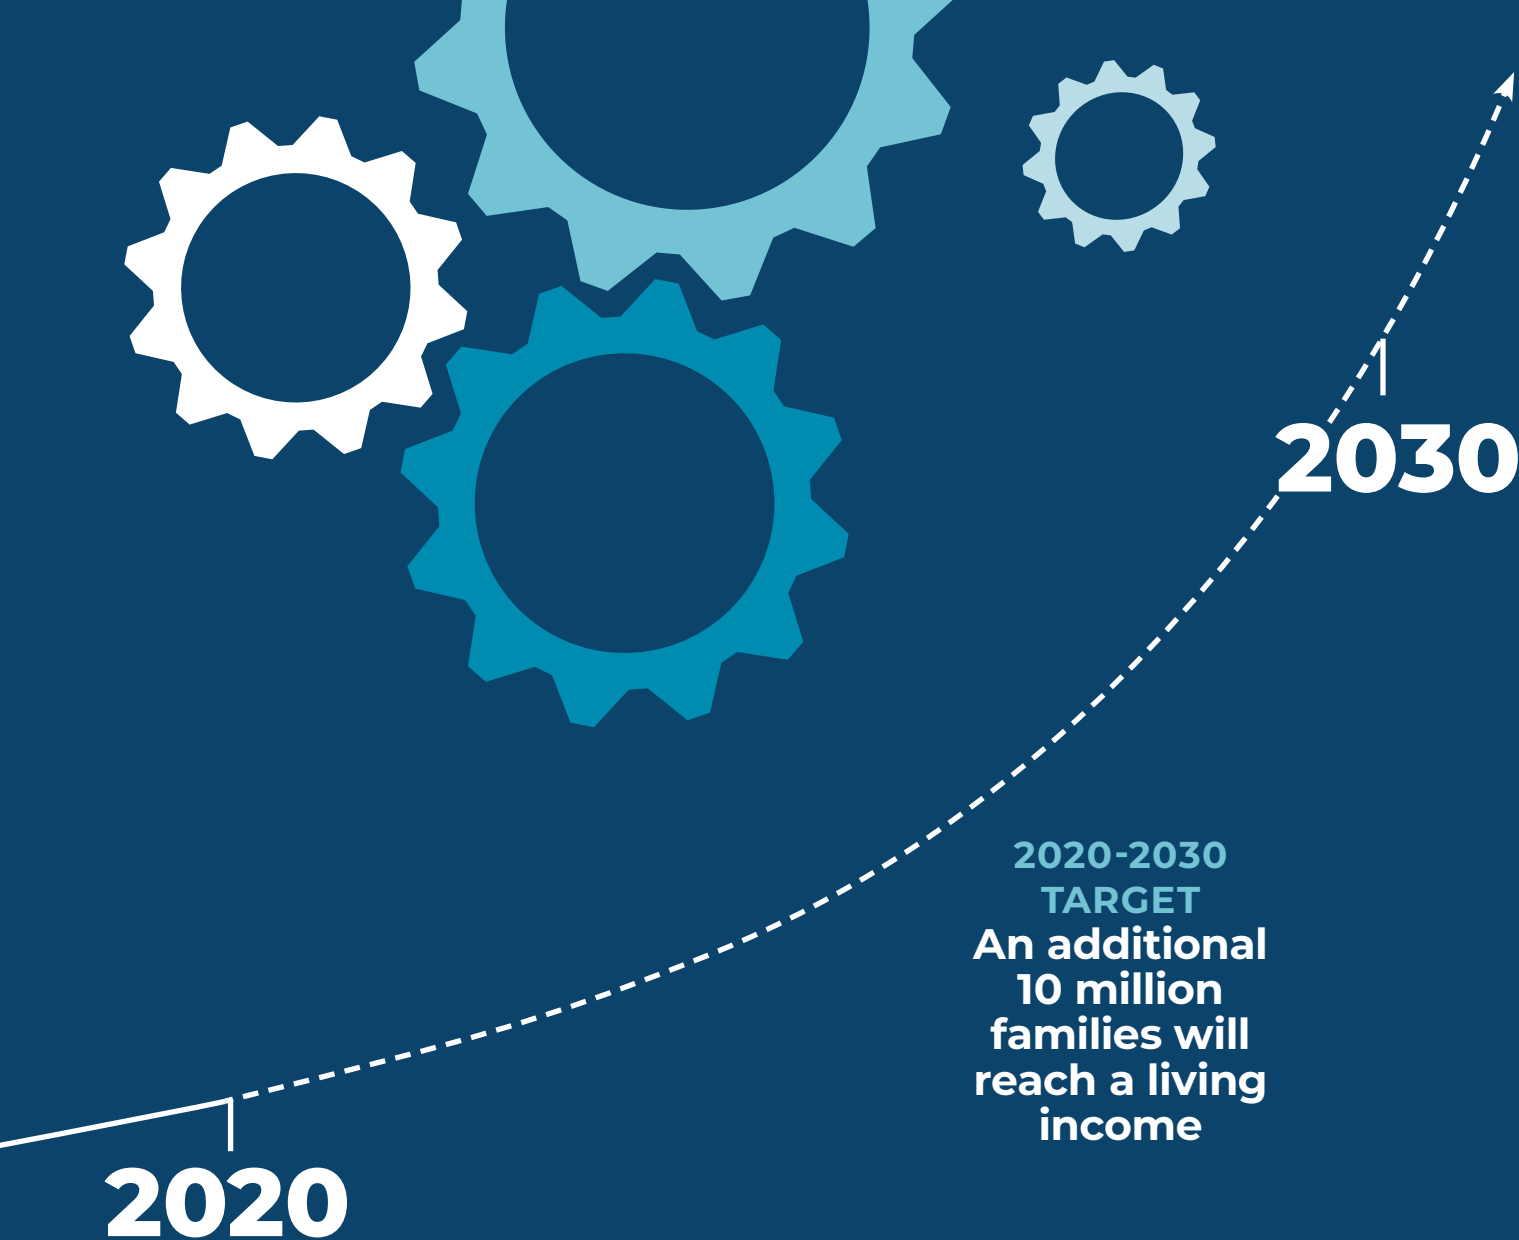 2030
2020-2030
TARGET
An additional
10 million
families will
reach a living
income
2020